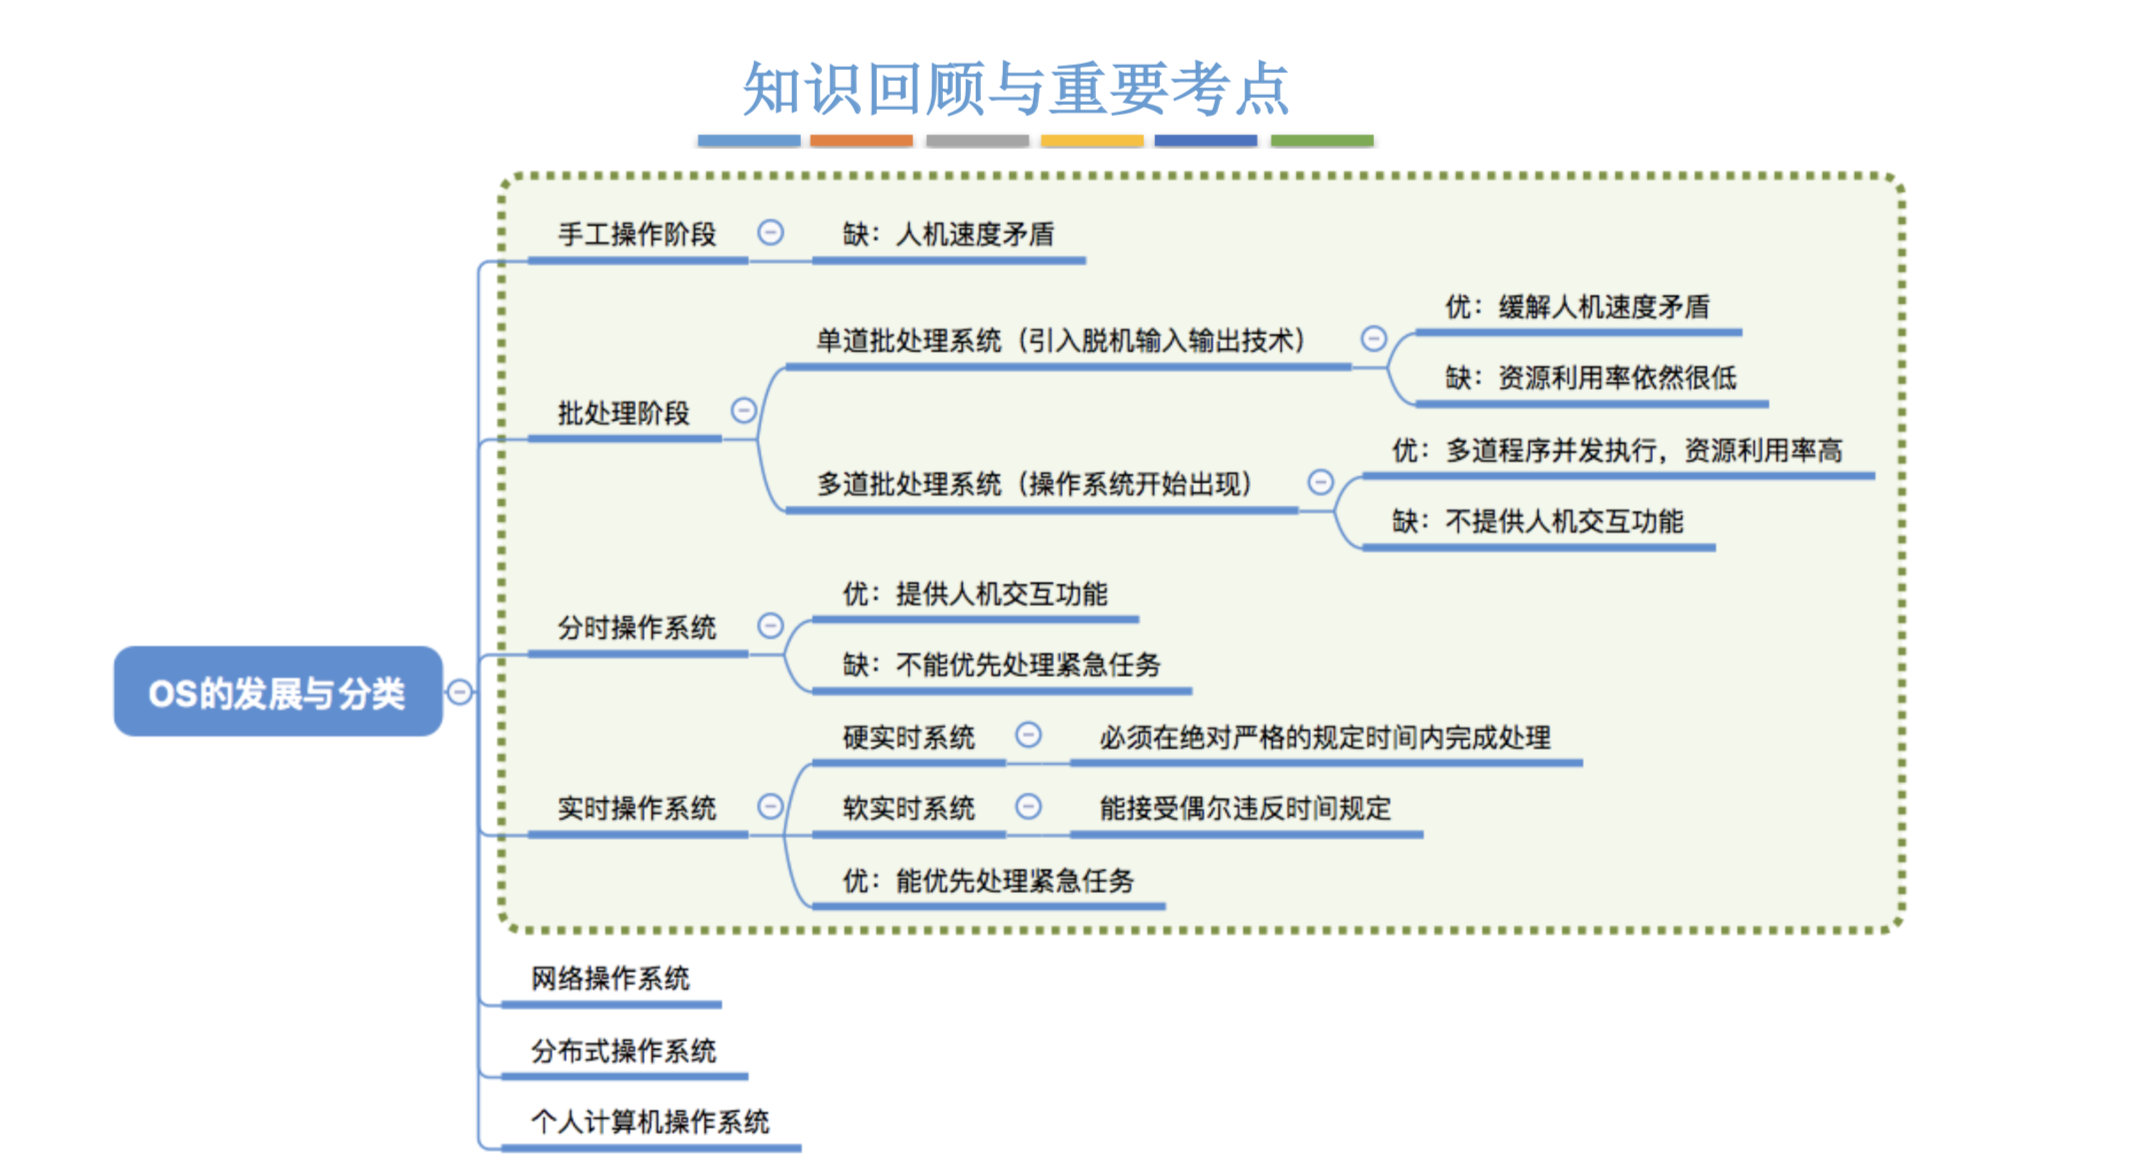 知识回顾与重要考点
手工操作阶段
缺：人机速度矛盾
批处理阶段
单道批处理系统（引入脱机输入输出技术）
优：缓解人机速度矛盾
缺：资源利用率依然很低
多道批处理系统（操作系统开始出现）
优：多道程序并发执行，资源利用率高
缺：不提供人机交互功能
OS的发展与分类
分时操作系统
优：提供人机交互功能
缺：不能优先处理紧急任务
实时操作系统
硬实时系统
必须在绝对严格的规定时间内完成处理
软实时系统
能接受偶尔违反时间规定
优：能优先处理紧急任务
网络操作系统
分布式操作系统
个人计算机操作系统